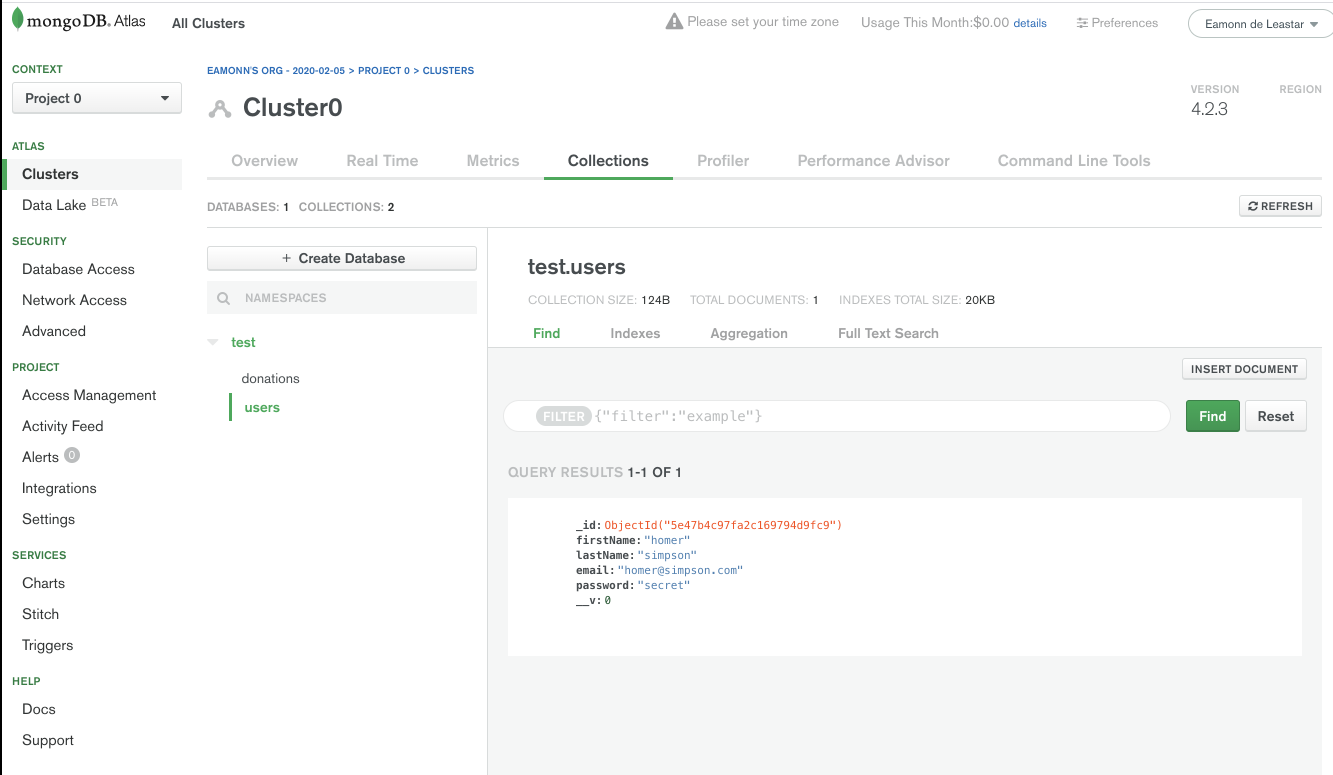 mongoDB. Atlas All Clusters Please set your time zone Usage This Month:$0.00 details Preferences Eamonn de Leastar
CONTEXT
Project 0
ATLAS
Clusters
Data Lake BETA
SECURITY
Database Access
Network Access
Advanced
PROJECT
Access Management
Activity Feed
Alerts 0
Integrations
Settings
SERVICES
Charts
Stitch
Triggers
HELP
Docs
Support
EAMONN'S ORG - 2020-02-05 > PROJECT 0 > CLUSTERS
Cluster0
VERSION REGION
4.2.3
Overview Real Time Metrics Collections Profiler Performance Advisor Command Line Tools
DATABASES: 1 COLLECTIONS: 2 REFRESH
+ Create Database
NAMESPACES
test
donations
users
test.users
COLLECTION SIZE: 124B TOTAL DOCUMENTS: 1 INDEXES TOTAL SIZE: 20KB
Find Indexes Aggregation Full Text Search
INSERT DOCUMENT
FILTER {"filter":"example"} Find Reset
QUERY RESULTS 1-1 OF 1
_id: ObjectId("5e47b4c97fa2c169794d9fc9")
firstName: "homer"
lastName: "simpson"
email: "homer@simpson.com"
password: "secret"
__v: 0